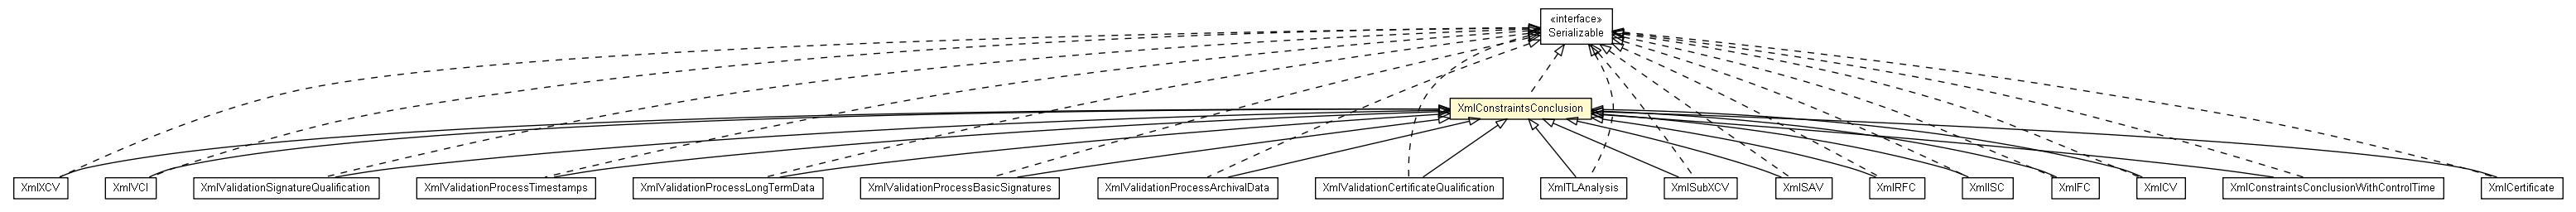 «interface»
Serializable
XmlConstraintsConclusion
XmlXCV
XmlVCI
XmlValidationSignatureQualification
XmlValidationProcessTimestamps
XmlValidationProcessLongTermData
XmlValidationProcessBasicSignatures
XmlValidationProcessArchivalData
XmlValidationCertificateQualification
XmlTLAnalysis
XmlSubXCV
XmlSAV
XmlRFC
XmlISC
XmlFC
XmlCV
XmlConstraintsConclusionWithControlTime
XmlCertificate